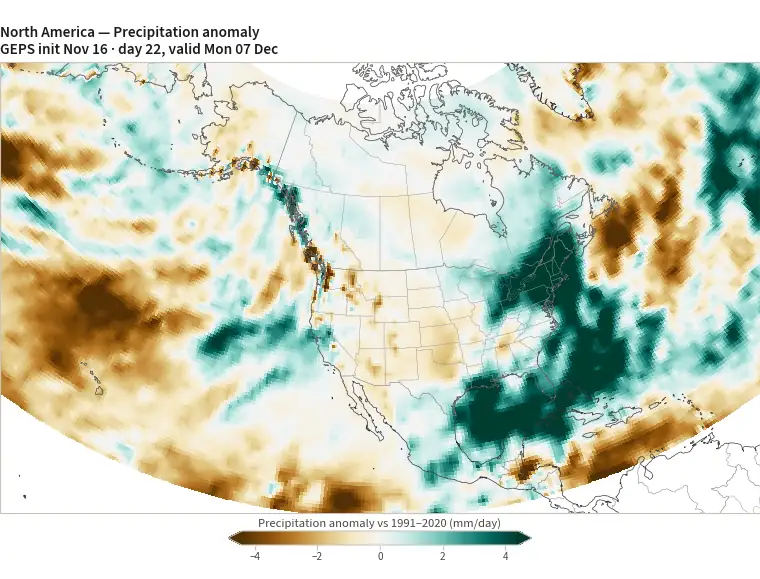 North America — Precipitation anomaly
GEPS init Nov 16 · day 22, valid Mon 07 Dec
Precipitation anomaly vs 1991–2020 (mm/day)
−4 −2 0 2 4